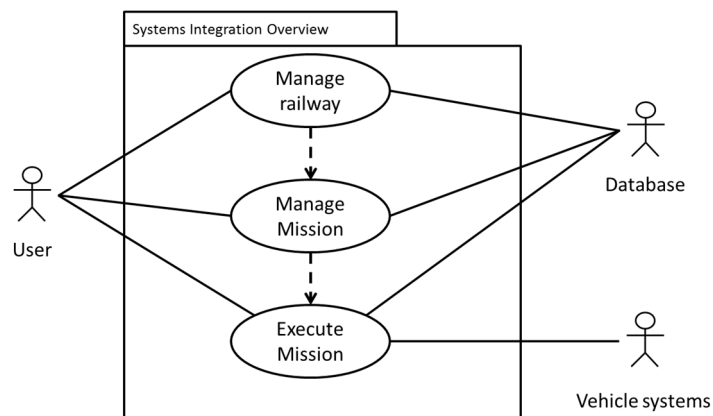 Systems Integration Overview
Manage
railway
Database
Manage
Mission
User
Execute
Mission
Vehicle systems